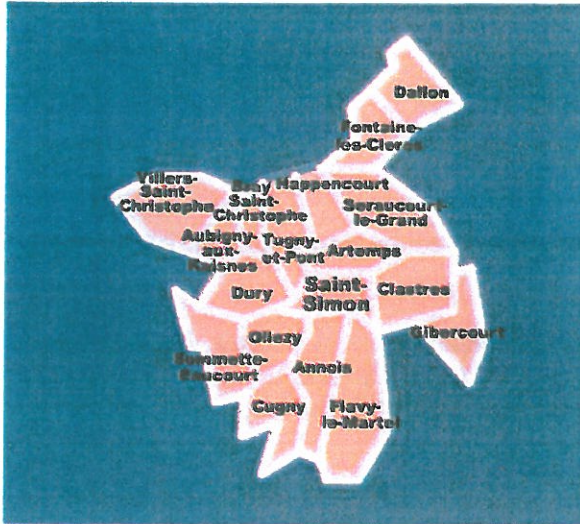 Dallon
Fontaine-
les-Clercs
Villers-
Saint-
Christophe
Bray
Saint-
Christophe
Happencourt
Seraucourt-
le-Grand
Aubigny-
aux-
Kaisnes
Tugny-
et-Pont
Artemps
Dury
Saint-
Simon
Clastres
Gibercourt
Ollezy
Sommette-
Eaucourt
Annois
Cugny
Flavy-
le-Martel